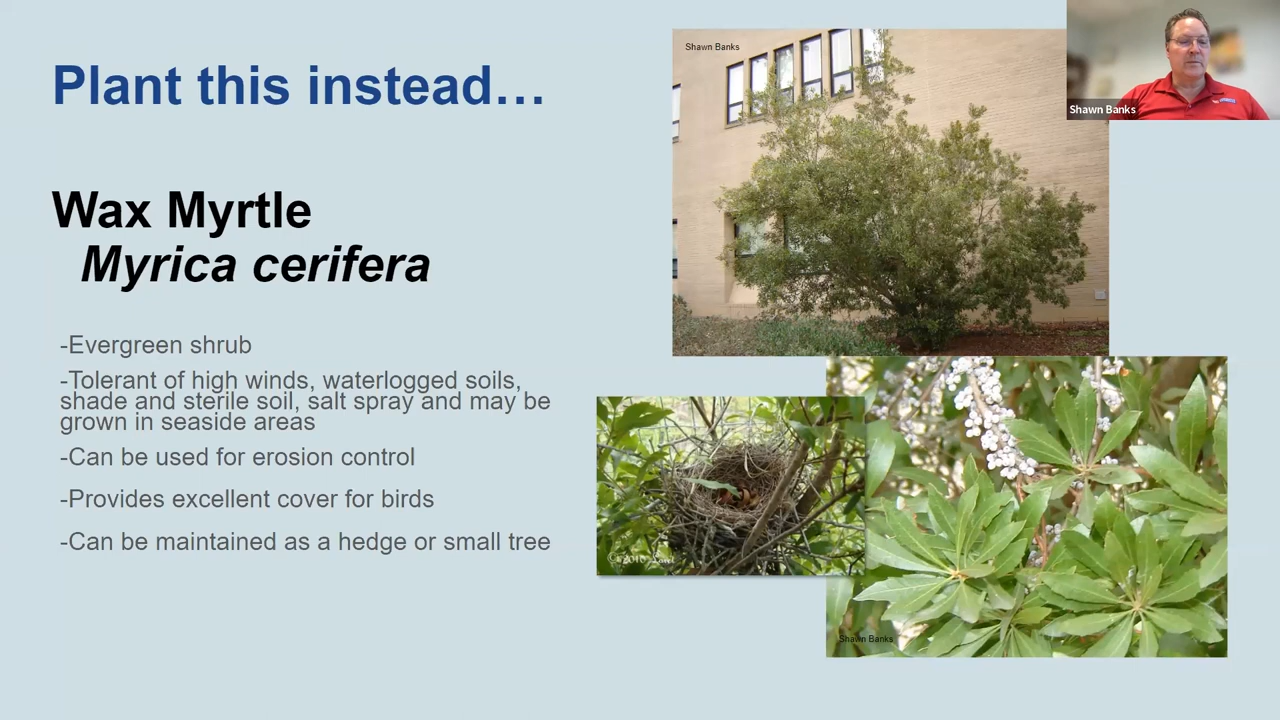 Plant this instead…
Wax Myrtle
Myrica cerifera
-Evergreen shrub
-Tolerant of high winds, waterlogged soils,
shade and sterile soil, salt spray and may be
grown in seaside areas
-Can be used for erosion control
-Provides excellent cover for birds
-Can be maintained as a hedge or small tree
Shawn Banks
Shawn Banks
©2010
Shawn Banks